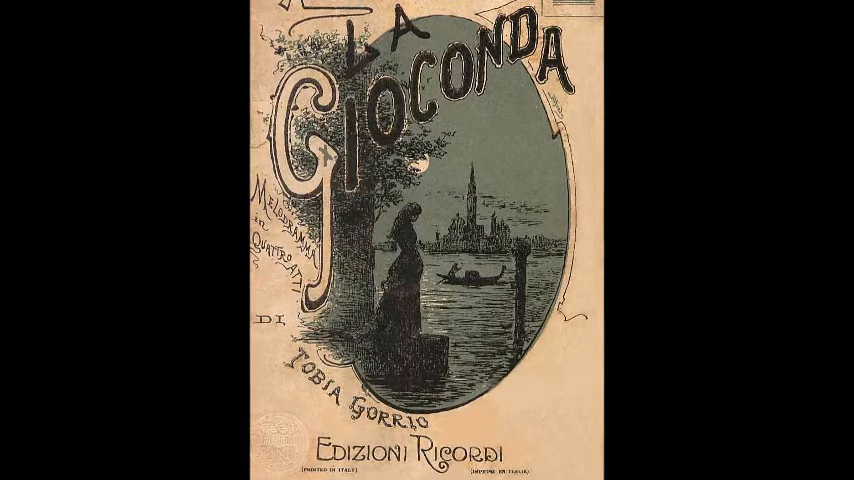 LA
GIOCONDA
MELODRAMMA
in
QUATTRO ATTI
DI
TOBIA GORRIO
EDIZIONI RICORDI
(PRINTED IN ITALY) (IMPRIMÉ EN ITALIE)